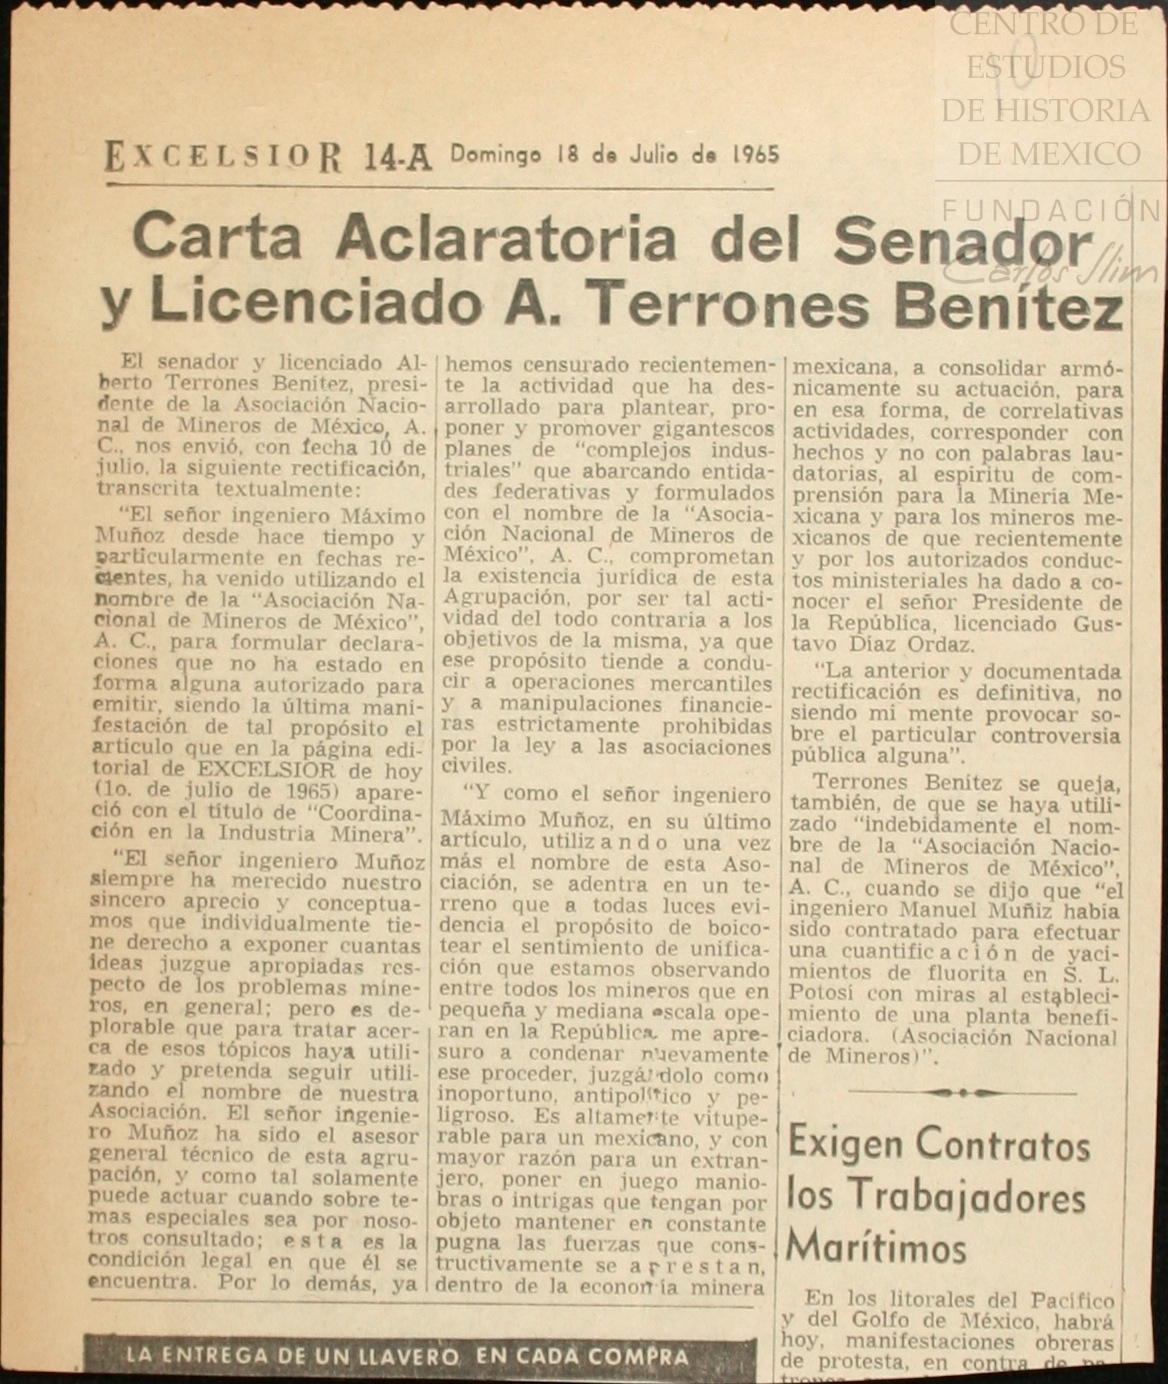 CENTRO DE
ESTUDIOS
DE HISTORIA
DE MEXICO
FUNDACIÓN
Carlos Slim
10
EXCELSIOR 14-A Domingo 18 de Julio de 1965
Carta Aclaratoria del Senador
y Licenciado A. Terrones Benítez
El senador y licenciado Al-
berto Terrones Benítez, presi-
dente de la Asociación Nacio-
nal de Mineros de México, A.
C., nos envió, con fecha 10 de
julio, la siguiente rectificación,
transcrita textualmente:
"El señor ingeniero Máximo
Muñoz desde hace tiempo y
particularmente en fechas re-
cientes, ha venido utilizando el
nombre de la "Asociación Na-
cional de Mineros de México",
A. C., para formular declara-
ciones que no ha estado en
forma alguna autorizado para
emitir, siendo la última mani-
festación de tal propósito el
artículo que en la página edi-
torial de EXCELSIOR de hoy
(1o. de julio de 1965) apare-
ció con el título de "Coordina-
ción en la Industria Minera".
"El señor ingeniero Muñoz
siempre ha merecido nuestro
sincero aprecio y conceptua-
mos que individualmente tie-
ne derecho a exponer cuantas
ideas juzgue apropiadas res-
pecto de los problemas mine-
ros, en general; pero es de-
plorable que para tratar acer-
ca de esos tópicos haya utili-
zado y pretenda seguir utili-
zando el nombre de nuestra
Asociación. El señor ingenie-
ro Muñoz ha sido el asesor
general técnico de esta agru-
pación, y como tal solamente
puede actuar cuando sobre te-
mas especiales sea por noso-
tros consultado; esta es la
condición legal en que él se
encuentra. Por lo demás, ya
hemos censurado recientemen-
te la actividad que ha des-
arrollado para plantear, pro-
poner y promover gigantescos
planes de "complejos indus-
triales" que abarcando entida-
des federativas y formulados
con el nombre de la "Asocia-
ción Nacional de Mineros de
México", A. C., comprometan
la existencia jurídica de esta
Agrupación, por ser tal acti-
vidad del todo contraria a los
objetivos de la misma, ya que
ese propósito tiende a condu-
cir a operaciones mercantiles
y a manipulaciones financie-
ras estrictamente prohibidas
por la ley a las asociaciones
civiles.
"Y como el señor ingeniero
Máximo Muñoz, en su último
artículo, utilizando una vez
más el nombre de esta Aso-
ciación, se adentra en un te-
rreno que a todas luces evi-
dencia el propósito de boico-
tear el sentimiento de unifica-
ción que estamos observando
entre todos los mineros que en
pequeña y mediana escala ope-
ran en la República, me apre-
suro a condenar nuevamente
ese proceder, juzgándolo como
inoportuno, antipolítico y pe-
ligroso. Es altamente vitupe-
rable para un mexicano, y con
mayor razón para un extran-
jero, poner en juego manio-
bras o intrigas que tengan por
objeto mantener en constante
pugna las fuerzas que cons-
tructivamente se aprestan,
dentro de la economía minera
mexicana, a consolidar armó-
nicamente su actuación, para
en esa forma, de correlativas
actividades, corresponder con
hechos y no con palabras lau-
datorias, al espíritu de com-
prensión para la Minería Me-
xicana y para los mineros me-
xicanos de que recientemente
y por los autorizados conduc-
tos ministeriales ha dado a co-
nocer el señor Presidente de
la República, licenciado Gus-
tavo Díaz Ordaz.
"La anterior y documentada
rectificación es definitiva, no
siendo mi mente provocar so-
bre el particular controversia
pública alguna".
Terrones Benítez se queja,
también, de que se haya utili-
zado "indebidamente el nom-
bre de la "Asociación Nacio-
nal de Mineros de México",
A. C., cuando se dijo que "el
ingeniero Manuel Muñiz había
sido contratado para efectuar
una cuantificación de yaci-
mientos de fluorita en S. L.
Potosí con miras al estableci-
miento de una planta benefi-
ciadora. (Asociación Nacional
de Mineros)".
Exigen Contratos
los Trabajadores
Marítimos
En los litorales del Pacífico
y del Golfo de México, habrá
hoy, manifestaciones obreras
de protesta, en contra de pa-
LA ENTREGA DE UN LLAVERO EN CADA COMPRA